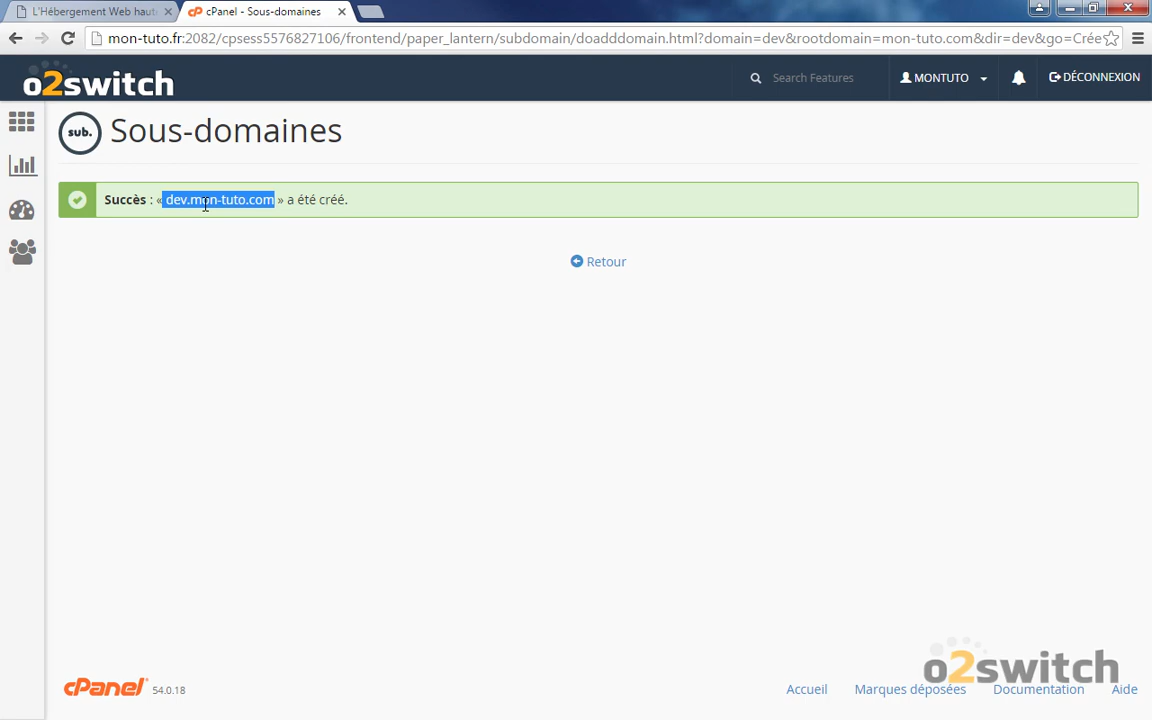 L'Hébergement Web haut
cPanel - Sous-domaines
mon-tuto.fr:2082/cpsess5576827106/frontend/paper_lantern/subdomain/doadddomain.html?domain=dev&rootdomain=mon-tuto.com&dir=dev&go=Crée
o2switch
Search Features
MONTUTO
DÉCONNEXION
sub.
Sous-domaines
Succès : « dev.mon-tuto.com » a été créé.
Retour
o2switch
cPanel 54.0.18
Accueil Marques déposées Documentation Aide